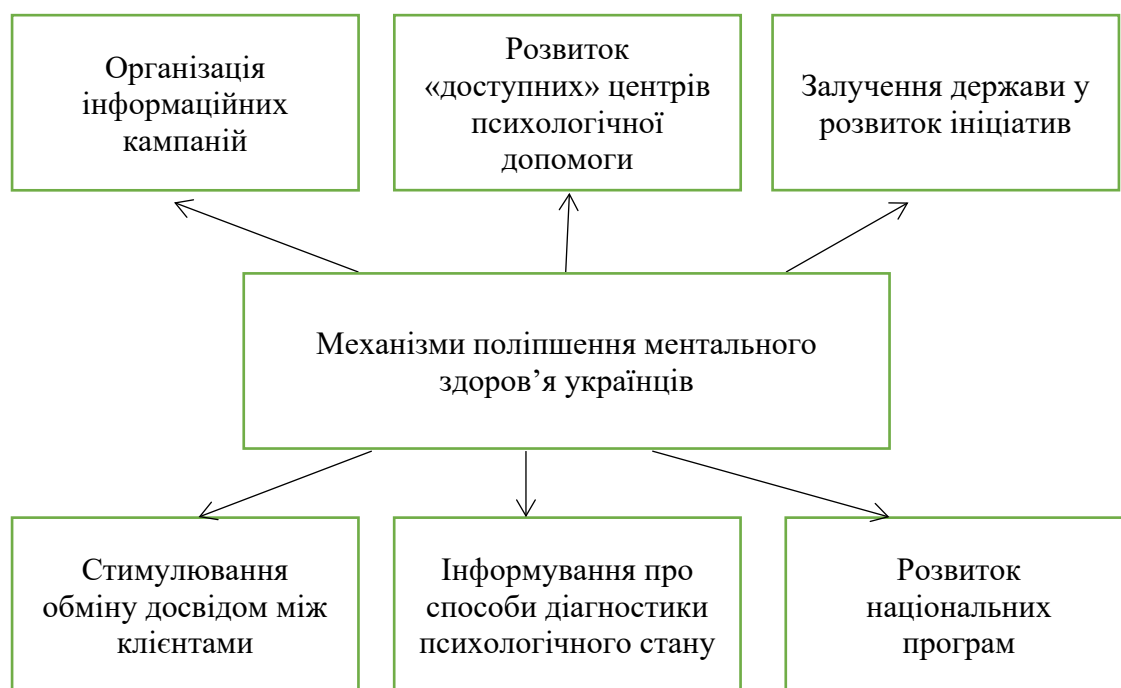 Організація
інформаційних
кампаній
Розвиток
«доступних» центрів
психологічної
допомоги
Залучення держави у
розвиток ініціатив
Механізми поліпшення ментального
здоров’я українців
Стимулювання
обміну досвідом між
клієнтами
Інформування про
способи діагностики
психологічного стану
Розвиток
національних
програм